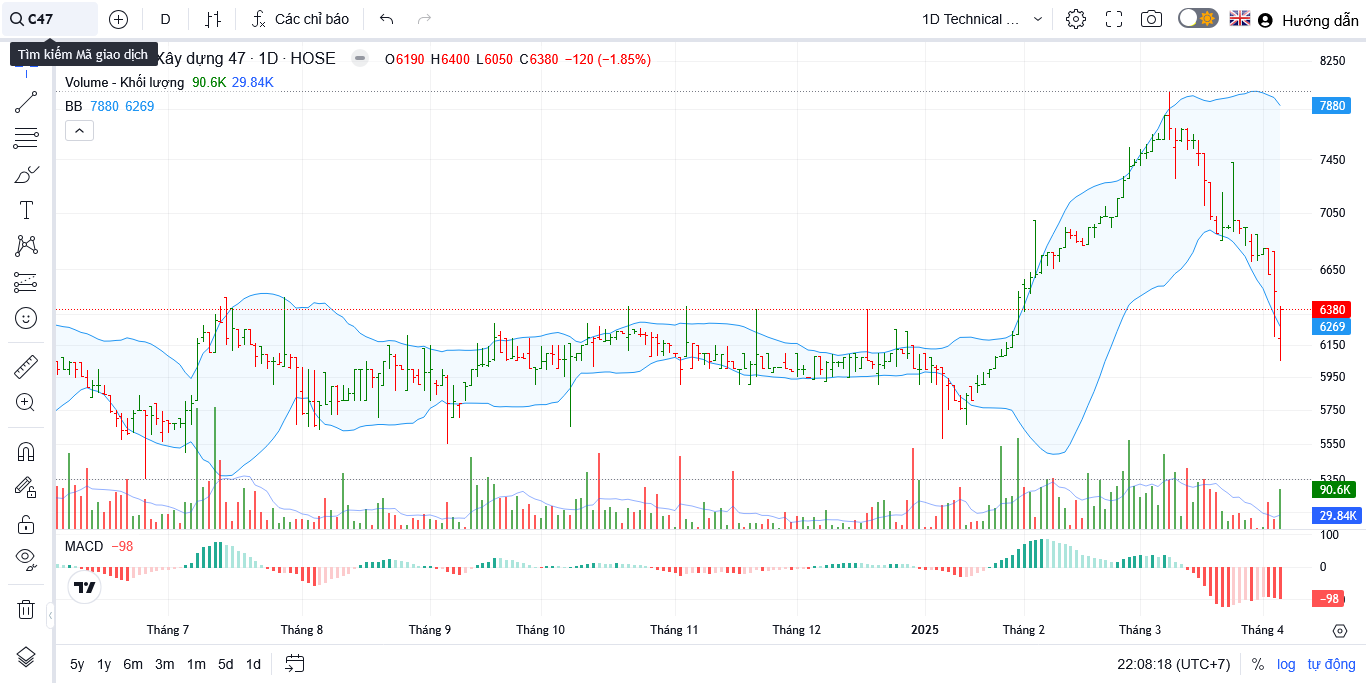 C47
D
Các chỉ báo
1D Technical ...
Hướng dẫn
Tìm kiếm Mã giao dịch
Xây dựng 47 · 1D · HOSE
O6190 H6400 L6050 C6380 −120 (−1.85%)
Volume - Khối lượng 90.6K 29.84K
BB 7880 6269
8250
7880
7450
7050
6650
6380
6269
6150
5950
5750
5550
5350
90.6K
29.84K
MACD −98
100
0
−98
Tháng 7
Tháng 8
Tháng 9
Tháng 10
Tháng 11
Tháng 12
2025
Tháng 2
Tháng 3
Tháng 4
5y 1y 6m 3m 1m 5d 1d
22:08:18 (UTC+7)
% log tự động